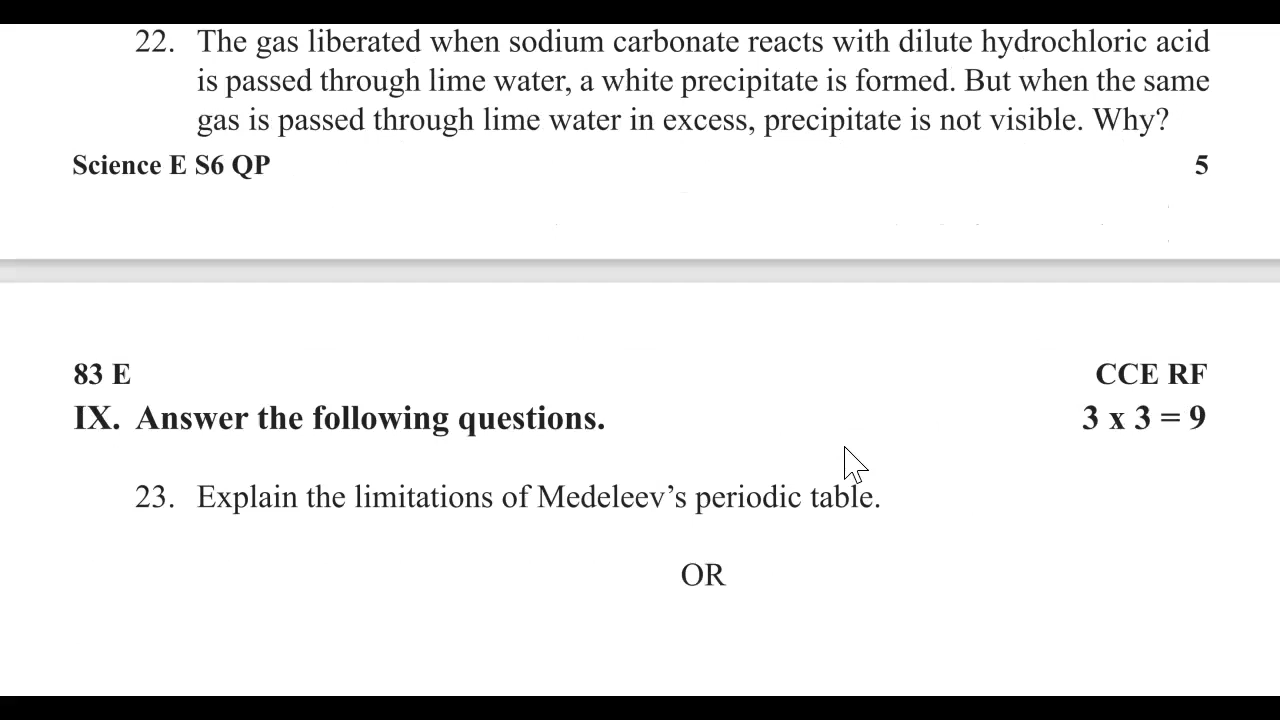 22. The gas liberated when sodium carbonate reacts with dilute hydrochloric acid
is passed through lime water, a white precipitate is formed. But when the same
gas is passed through lime water in excess, precipitate is not visible. Why?
Science E S6 QP 5
83 E CCE RF
IX. Answer the following questions. 3 x 3 = 9
23. Explain the limitations of Medeleev’s periodic table.
OR